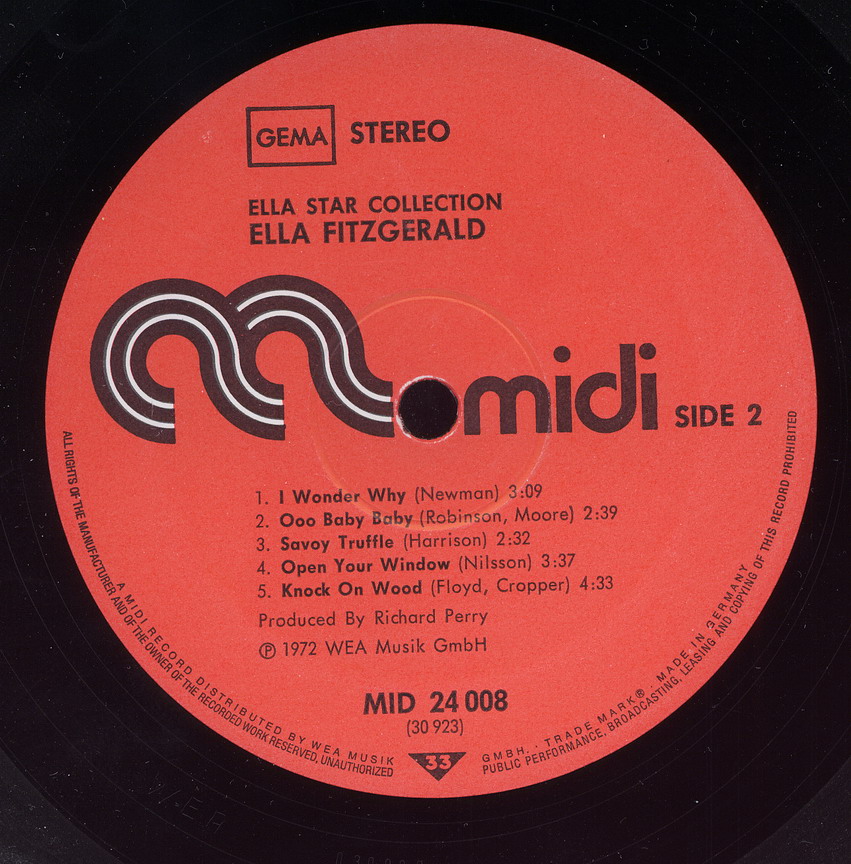 GEMA STEREO
ELLA STAR COLLECTION
ELLA FITZGERALD
midi SIDE 2
1. I Wonder Why (Newman) 3:09
2. Ooo Baby Baby (Robinson, Moore) 2:39
3. Savoy Truffle (Harrison) 2:32
4. Open Your Window (Nilsson) 3:37
5. Knock On Wood (Floyd, Cropper) 4:33
Produced By Richard Perry
℗ 1972 WEA Musik GmbH
MID 24 008
(30 923)
33
A MIDI RECORD DISTRIBUTED BY WEA MUSIK GMBH. . TRADE MARK®. MADE IN GERMANY
ALL RIGHTS OF THE MANUFACTURER AND OF THE OWNER OF THE RECORDED WORK RESERVED, UNAUTHORIZED PUBLIC PERFORMANCE, BROADCASTING, LEASING AND COPYING OF THIS RECORD PROHIBITED